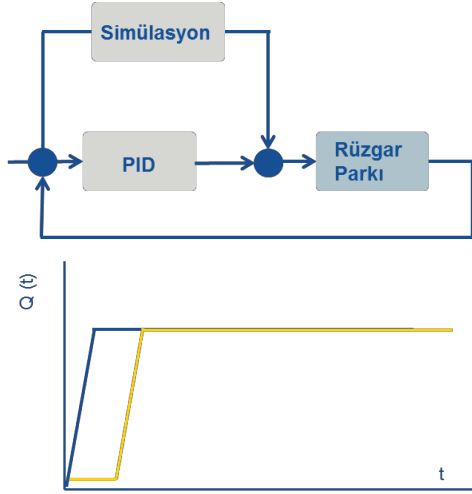 Simülasyon
PID
Rüzgar
Parkı
Q (t)
t